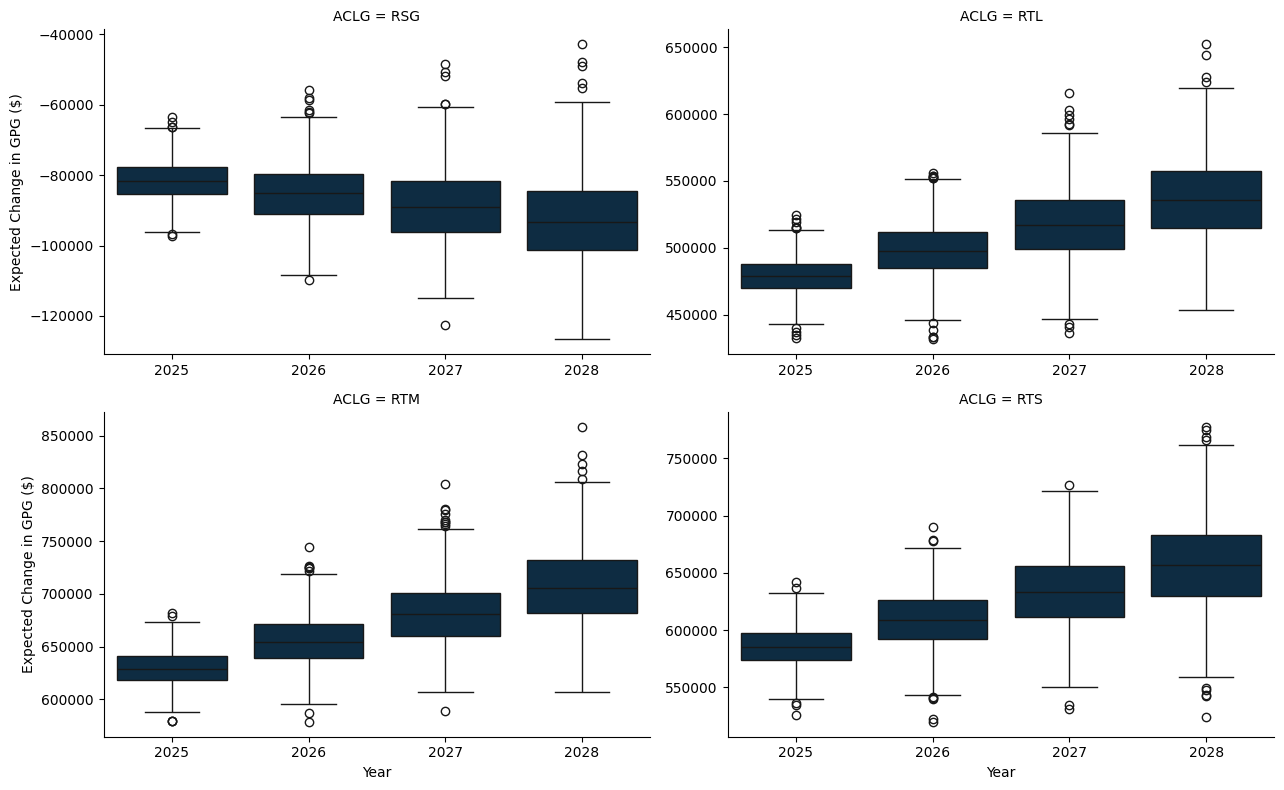 ACLG = RSG
Expected Change in GPG ($)
−40000
−60000
−80000
−100000
−120000
2025 2026 2027 2028
ACLG = RTL
650000
600000
550000
500000
450000
2025 2026 2027 2028
ACLG = RTM
Expected Change in GPG ($)
850000
800000
750000
700000
650000
600000
2025 2026 2027 2028
Year
ACLG = RTS
750000
700000
650000
600000
550000
2025 2026 2027 2028
Year